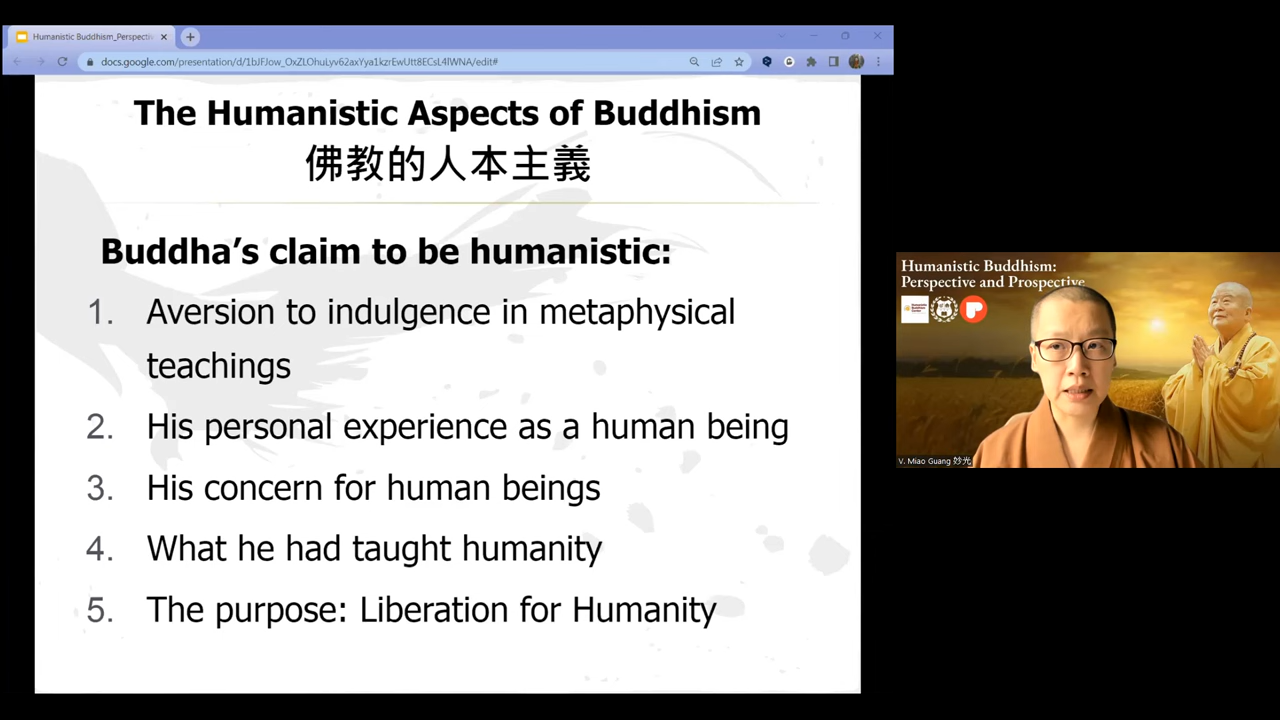 Humanistic Buddhism_Perspectiv
docs.google.com/presentation/d/1bJFJow_OxZLOhuLyv62axYya1kzrEwUtt8ECsL4lWNA/edit#
The Humanistic Aspects of Buddhism
佛教的人本主義
Buddha’s claim to be humanistic:
1. Aversion to indulgence in metaphysical
teachings
2. His personal experience as a human being
3. His concern for human beings
4. What he had taught humanity
5. The purpose: Liberation for Humanity
Humanistic Buddhism:
Perspective and Prospective
V. Miao Guang 妙光